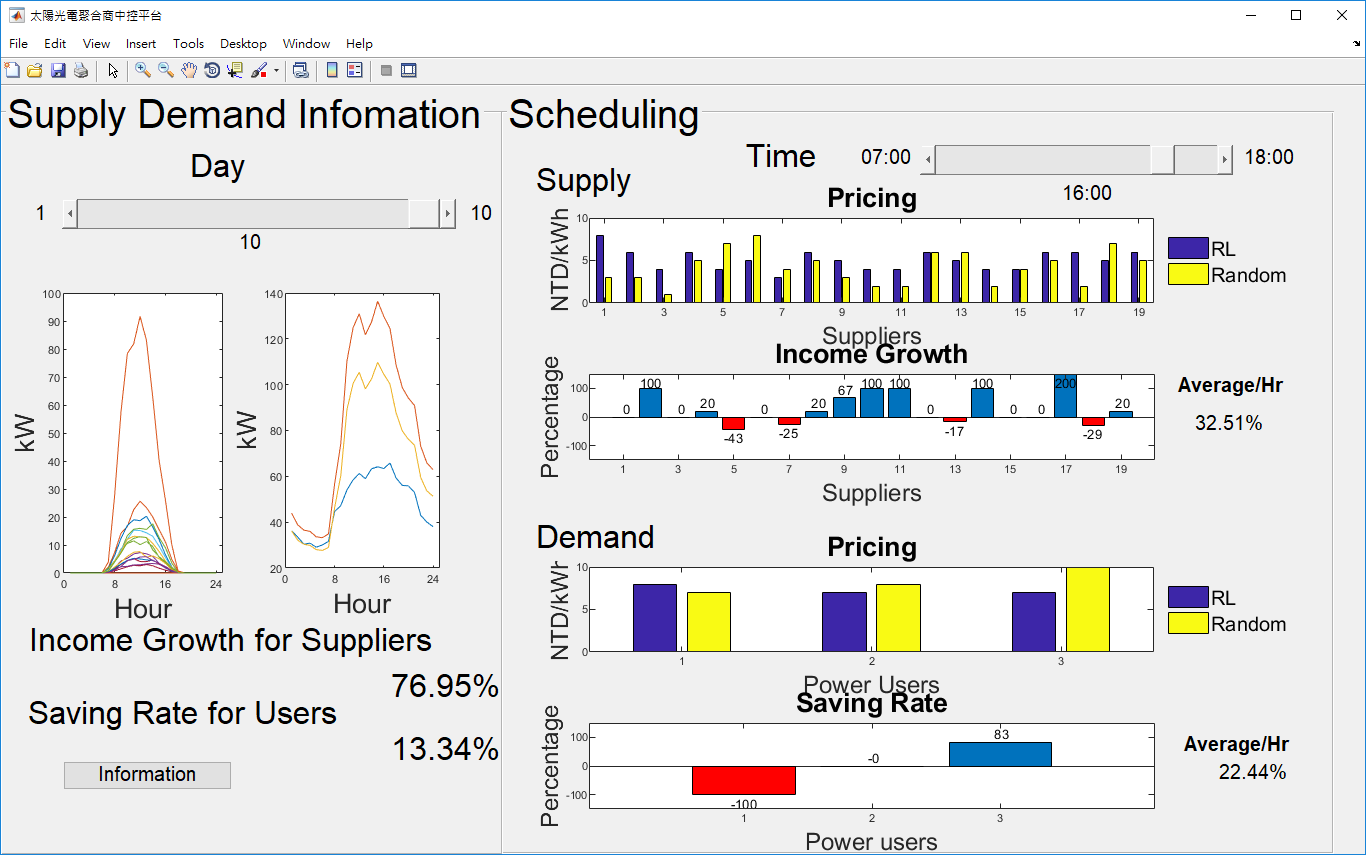 太陽光電聚合商中控平台
File Edit View Insert Tools Desktop Window Help
Supply Demand Infomation
Day
1 10
10
100
90
80
70
60
50
40
30
20
10
0
0 8 16 24
kW
Hour
140
120
100
80
60
40
20
0 8 16 24
kW
Hour
Income Growth for Suppliers
76.95%
Saving Rate for Users
13.34%
Information
Scheduling
Time 07:00 18:00
16:00
Supply
Pricing
NTD/kWh
10
5
0
1 3 5 7 9 11 13 15 17 19
Suppliers
RL
Random
Income Growth
Percentage
100
0
-100
0 100 0 20 -43 0 -25 20 67 100 100 0 -17 100 0 0 200 -29 20
1 3 5 7 9 11 13 15 17 19
Suppliers
Average/Hr
32.51%
Demand
Pricing
NTD/kWh
10
5
0
1 2 3
Power Users
RL
Random
Saving Rate
Percentage
100
0
-100
-100 -0 83
1 2 3
Power users
Average/Hr
22.44%